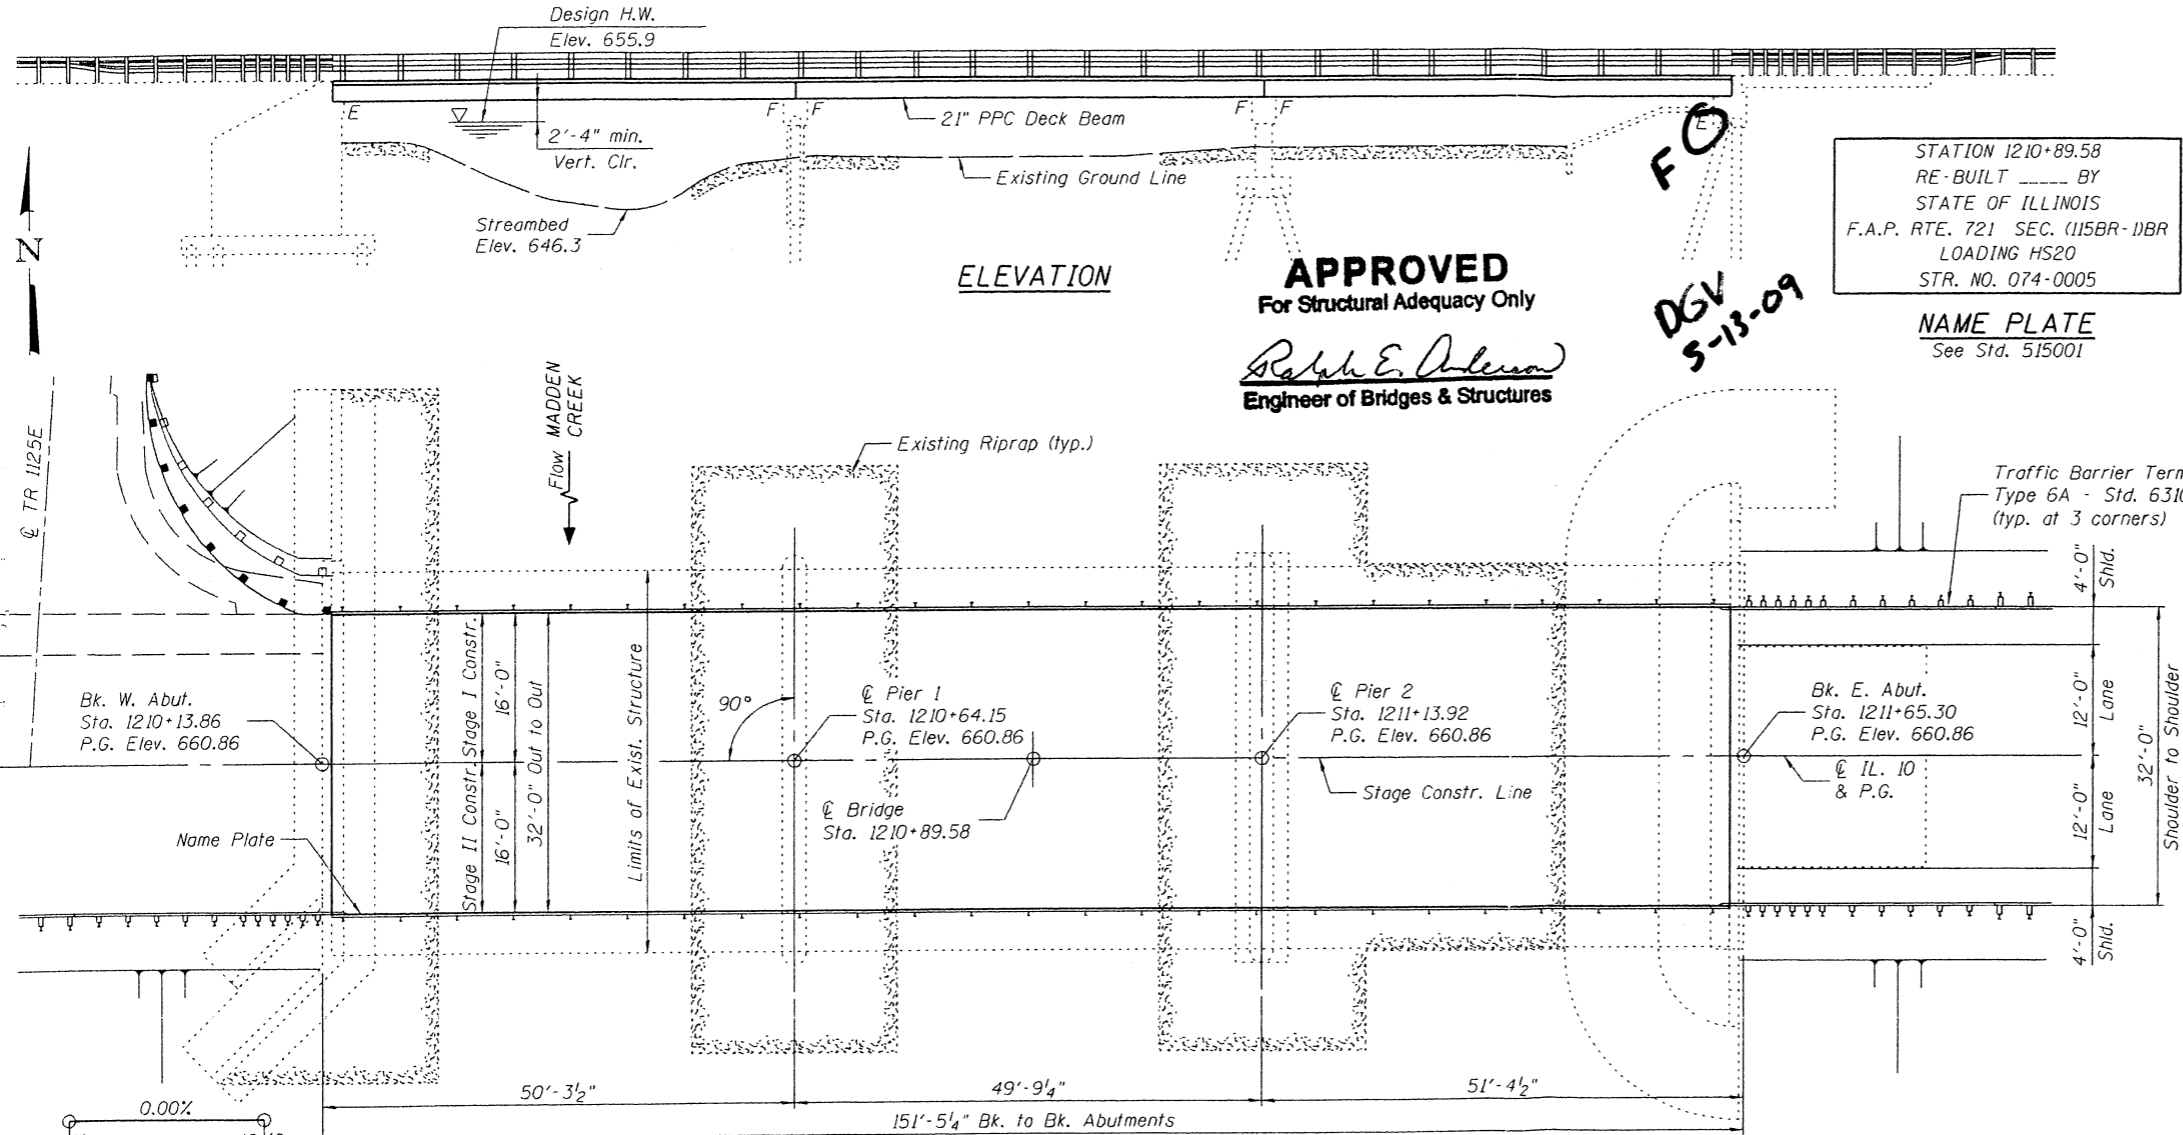 Design H.W.
Elev. 655.9
E
F
F
F
F
E
2'-4" min.
Vert. Clr.
21" PPC Deck Beam
Existing Ground Line
Streambed
Elev. 646.3
N
ELEVATION
APPROVED
For Structural Adequacy Only
Ralph E. Anderson
Engineer of Bridges & Structures
F
DGV
5-13-09
STATION 1210+89.58
RE-BUILT _____ BY
STATE OF ILLINOIS
F.A.P. RTE. 721 SEC. (115BR-1)BR
LOADING HS20
STR. NO. 074-0005
NAME PLATE
See Std. 515001
℄ TR 1125E
Flow MADDEN
CREEK
Existing Riprap (typ.)
Traffic Barrier Term
Type 6A - Std. 6310
(typ. at 3 corners)
4'-0"
Shld.
Stage I Constr.
Stage II Constr.
16'-0"
16'-0"
32'-0" Out to Out
Limits of Exist. Structure
90°
Bk. W. Abut.
Sta. 1210+13.86
P.G. Elev. 660.86
℄ Pier 1
Sta. 1210+64.15
P.G. Elev. 660.86
℄ Bridge
Sta. 1210+89.58
℄ Pier 2
Sta. 1211+13.92
P.G. Elev. 660.86
Stage Constr. Line
Bk. E. Abut.
Sta. 1211+65.30
P.G. Elev. 660.86
℄ IL. 10
& P.G.
12'-0"
Lane
12'-0"
Lane
32'-0"
Shoulder to Shoulder
4'-0"
Shld.
Name Plate
50'-3½"
49'-9¼"
51'-4½"
151'-5¼" Bk. to Bk. Abutments
0.00%